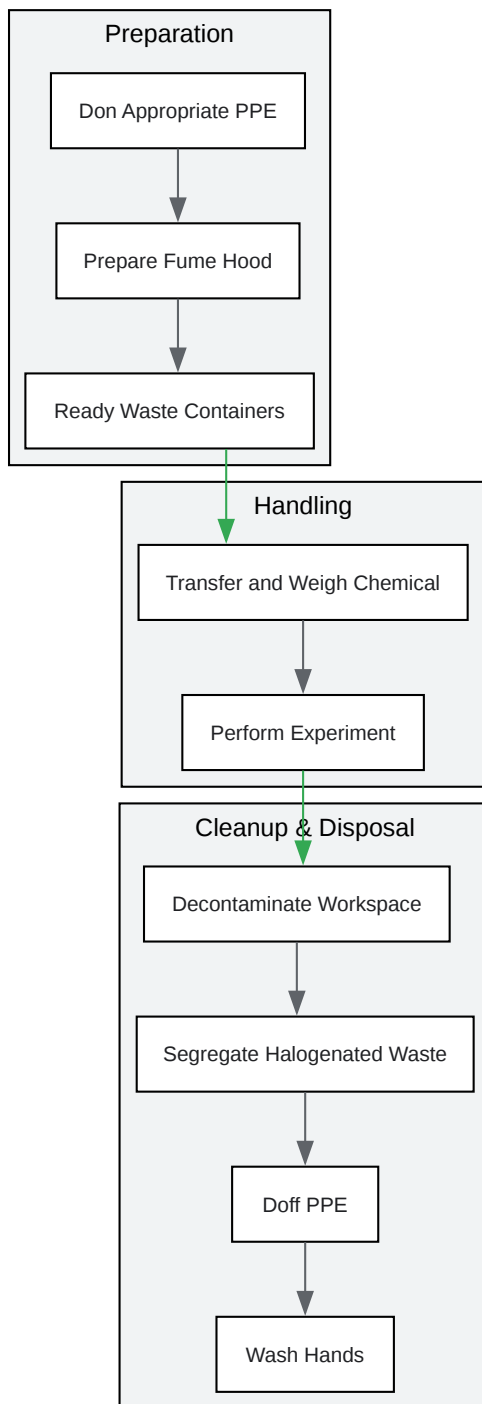 Preparation
Don Appropriate PPE
Prepare Fume Hood
Ready Waste Containers
Handling
Transfer and Weigh Chemical
Perform Experiment
Cleanup & Disposal
Decontaminate Workspace
Segregate Halogenated Waste
Doff PPE
Wash Hands